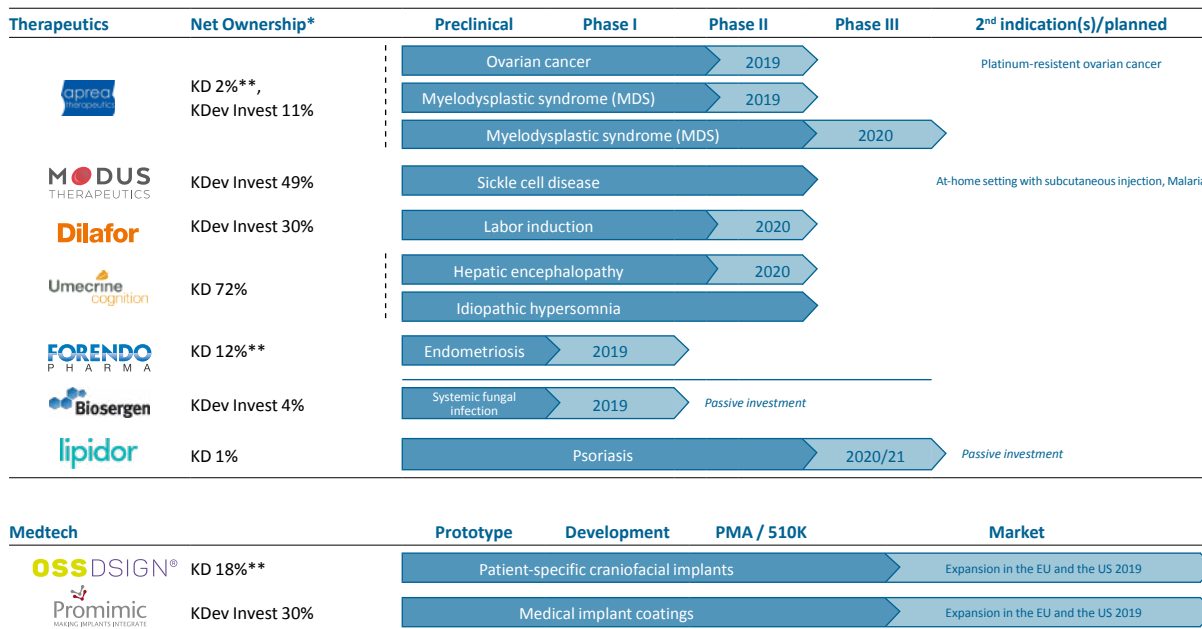 Therapeutics Net Ownership* Preclinical Phase I Phase II Phase III 2nd indication(s)/planned
aprea therapeutics
KD 2%**,
KDev Invest 11%
Ovarian cancer 2019 Platinum-resistent ovarian cancer
Myelodysplastic syndrome (MDS) 2019
Myelodysplastic syndrome (MDS) 2020
MODUS
THERAPEUTICS
KDev Invest 49% Sickle cell disease At-home setting with subcutaneous injection, Malaria
Dilafor KDev Invest 30% Labor induction 2020
Umecrine
cognition
KD 72%
Hepatic encephalopathy 2020
Idiopathic hypersomnia
FORENDO
PHARMA
KD 12%** Endometriosis 2019
Biosergen KDev Invest 4%
Systemic fungal
infection
2019 Passive investment
lipidor KD 1% Psoriasis 2020/21 Passive investment
Medtech Prototype Development PMA / 510K Market
OSSDSIGN® KD 18%** Patient-specific craniofacial implants Expansion in the EU and the US 2019
Promimic
MAKING IMPLANTS INTEGRATE
KDev Invest 30% Medical implant coatings Expansion in the EU and the US 2019